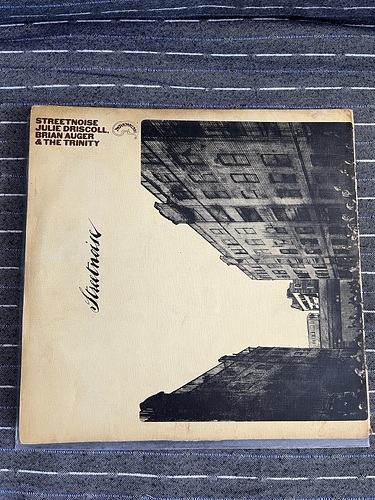 STREETNOISE
JULIE DRISCOLL,
BRIAN AUGER
& THE TRINITY
Streetnoise